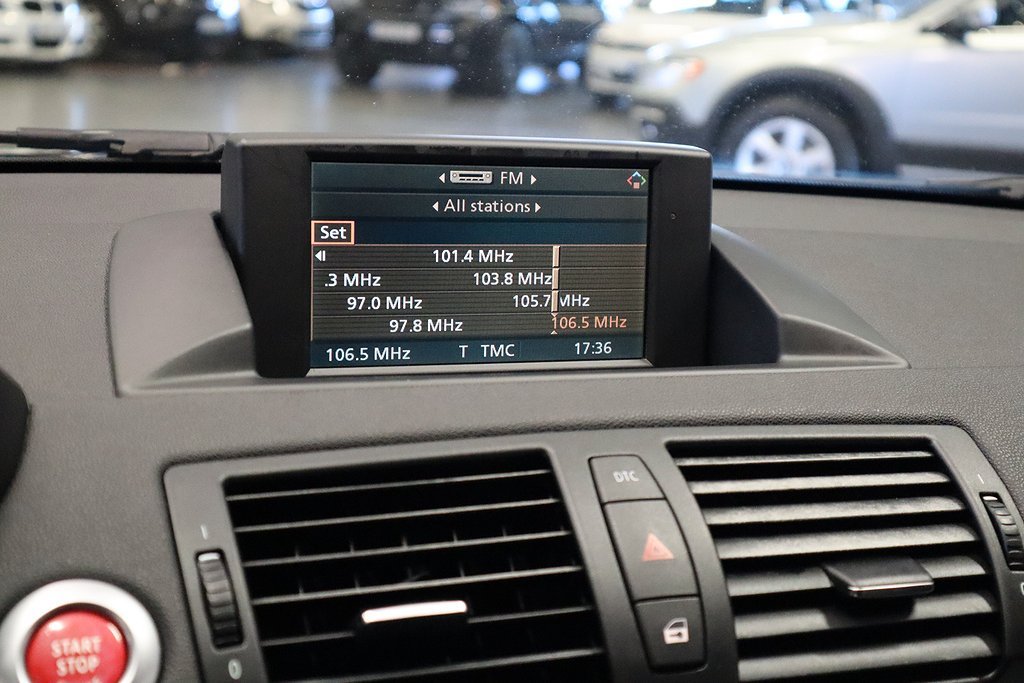 FM
All stations
Set
101.4 MHz
.3 MHz 103.8 MHz
97.0 MHz 105.7 MHz
97.8 MHz 106.5 MHz
106.5 MHz T TMC 17:36
DTC
START
STOP
0